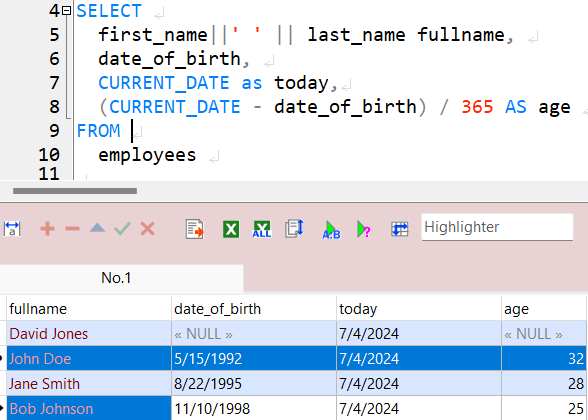 4 SELECT
5 first_name||' ' || last_name fullname,
6 date_of_birth,
7 CURRENT_DATE as today,
8 (CURRENT_DATE - date_of_birth) / 365 AS age
9 FROM
10 employees
11
a ALL A:B ? Highlighter
No.1
fullname date_of_birth today age
David Jones « NULL » 7/4/2024 « NULL »
John Doe 5/15/1992 7/4/2024 32
Jane Smith 8/22/1995 7/4/2024 28
Bob Johnson 11/10/1998 7/4/2024 25